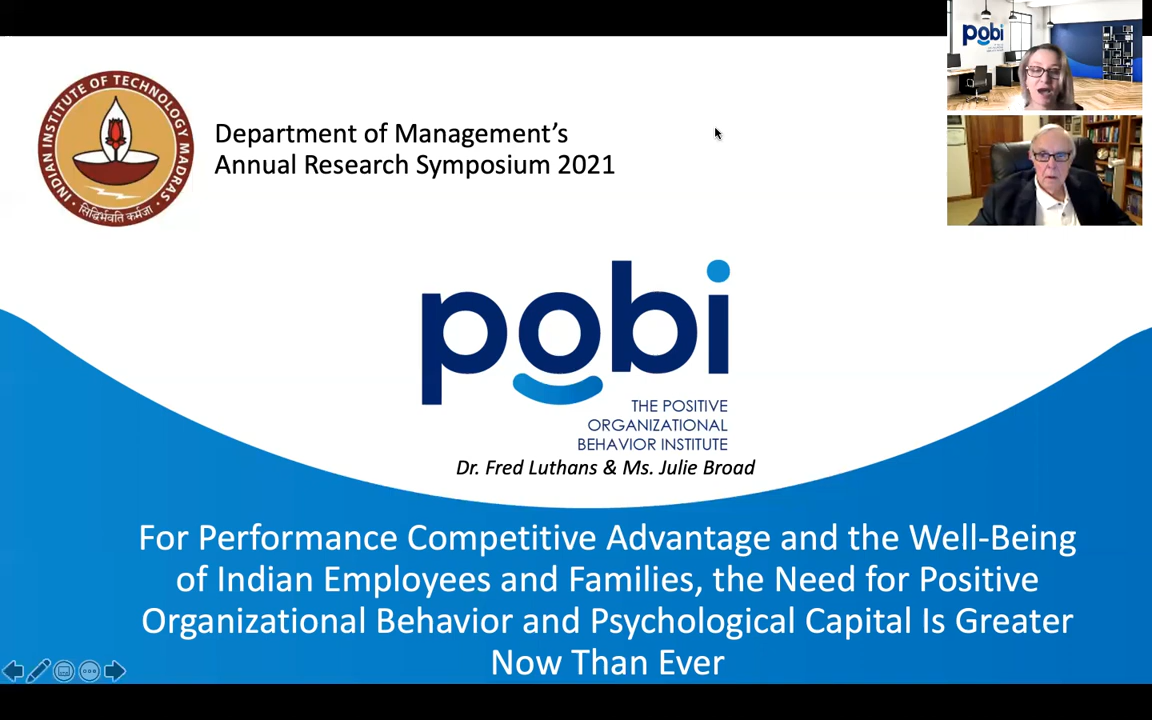 INDIAN INSTITUTE OF TECHNOLOGY MADRAS
सिद्धिर्भवति कर्मजा
Department of Management's
Annual Research Symposium 2021
pobi
pobi
THE POSITIVE
ORGANIZATIONAL
BEHAVIOR INSTITUTE
Dr. Fred Luthans & Ms. Julie Broad
For Performance Competitive Advantage and the Well-Being
of Indian Employees and Families, the Need for Positive
Organizational Behavior and Psychological Capital Is Greater
Now Than Ever